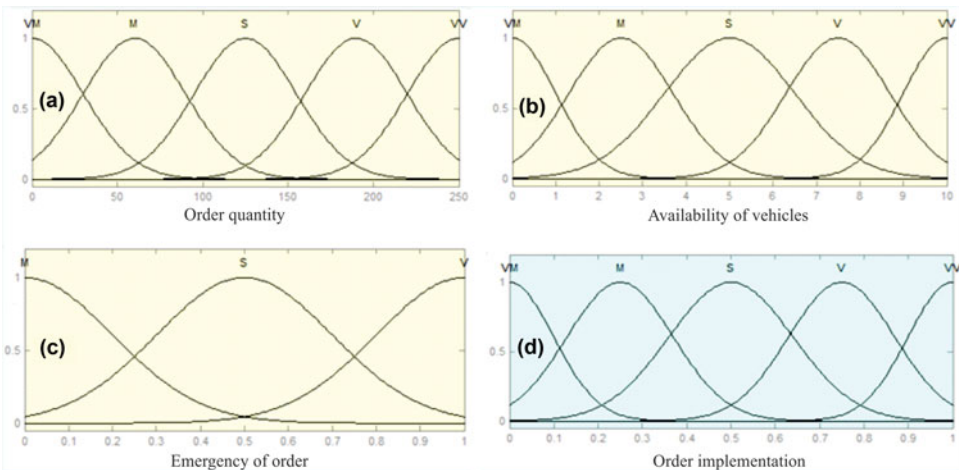 VM M S V VV
1
(a)
0.5
0
0 50 100 150 200 250
Order quantity
VM M S V VV
1
(b)
0.5
0
0 1 2 3 4 5 6 7 8 9 10
Availability of vehicles
M S V
1
(c)
0.5
0
0 0.1 0.2 0.3 0.4 0.5 0.6 0.7 0.8 0.9 1
Emergency of order
VM M S V VV
1
(d)
0.5
0
0 0.1 0.2 0.3 0.4 0.5 0.6 0.7 0.8 0.9 1
Order implementation